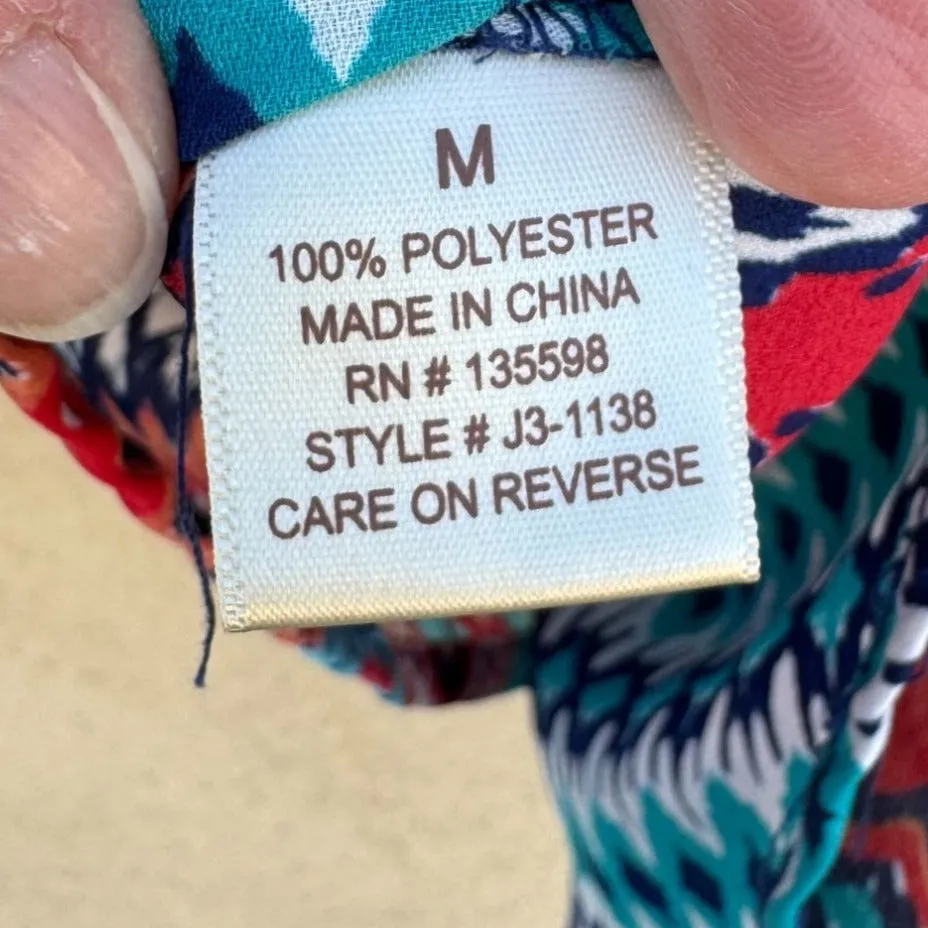 M
100% POLYESTER
MADE IN CHINA
RN # 135598
STYLE # J3-1138
CARE ON REVERSE